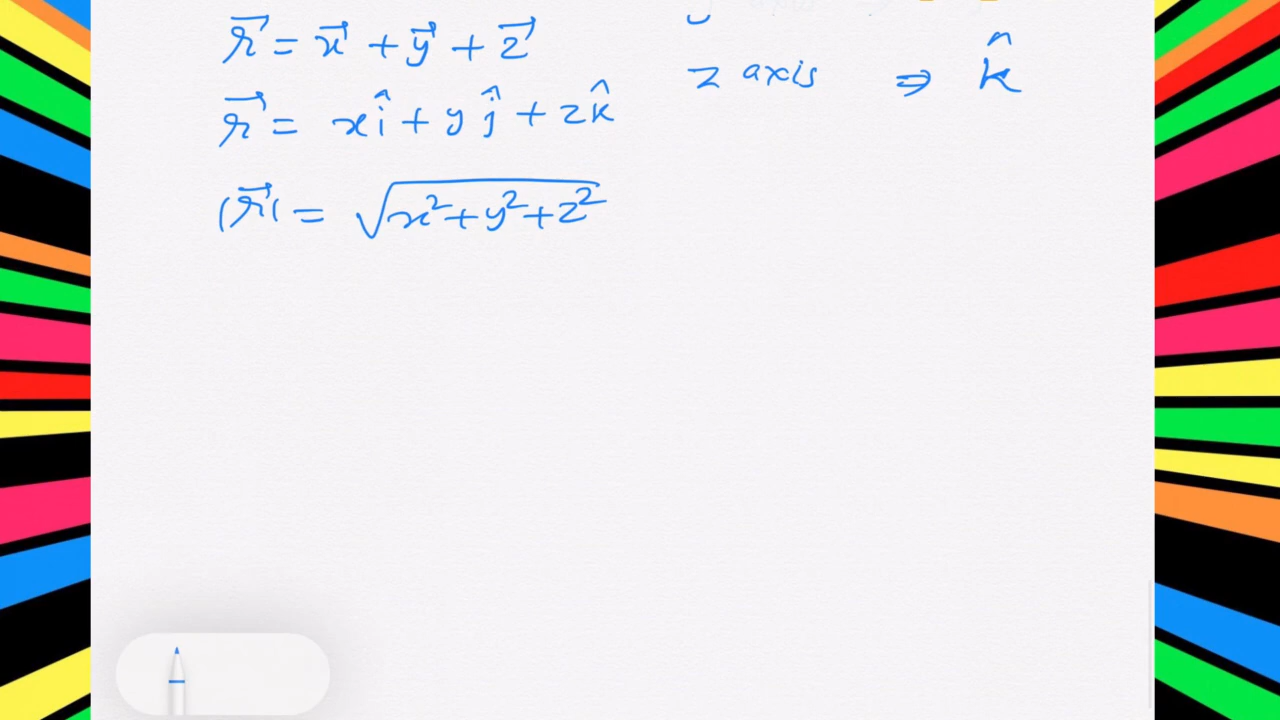 r⃗ = x⃗ + y⃗ + z⃗
z axis ⇒ k̂
r⃗ = xî + yĵ + zk̂
|r⃗| = √x²+y²+z²